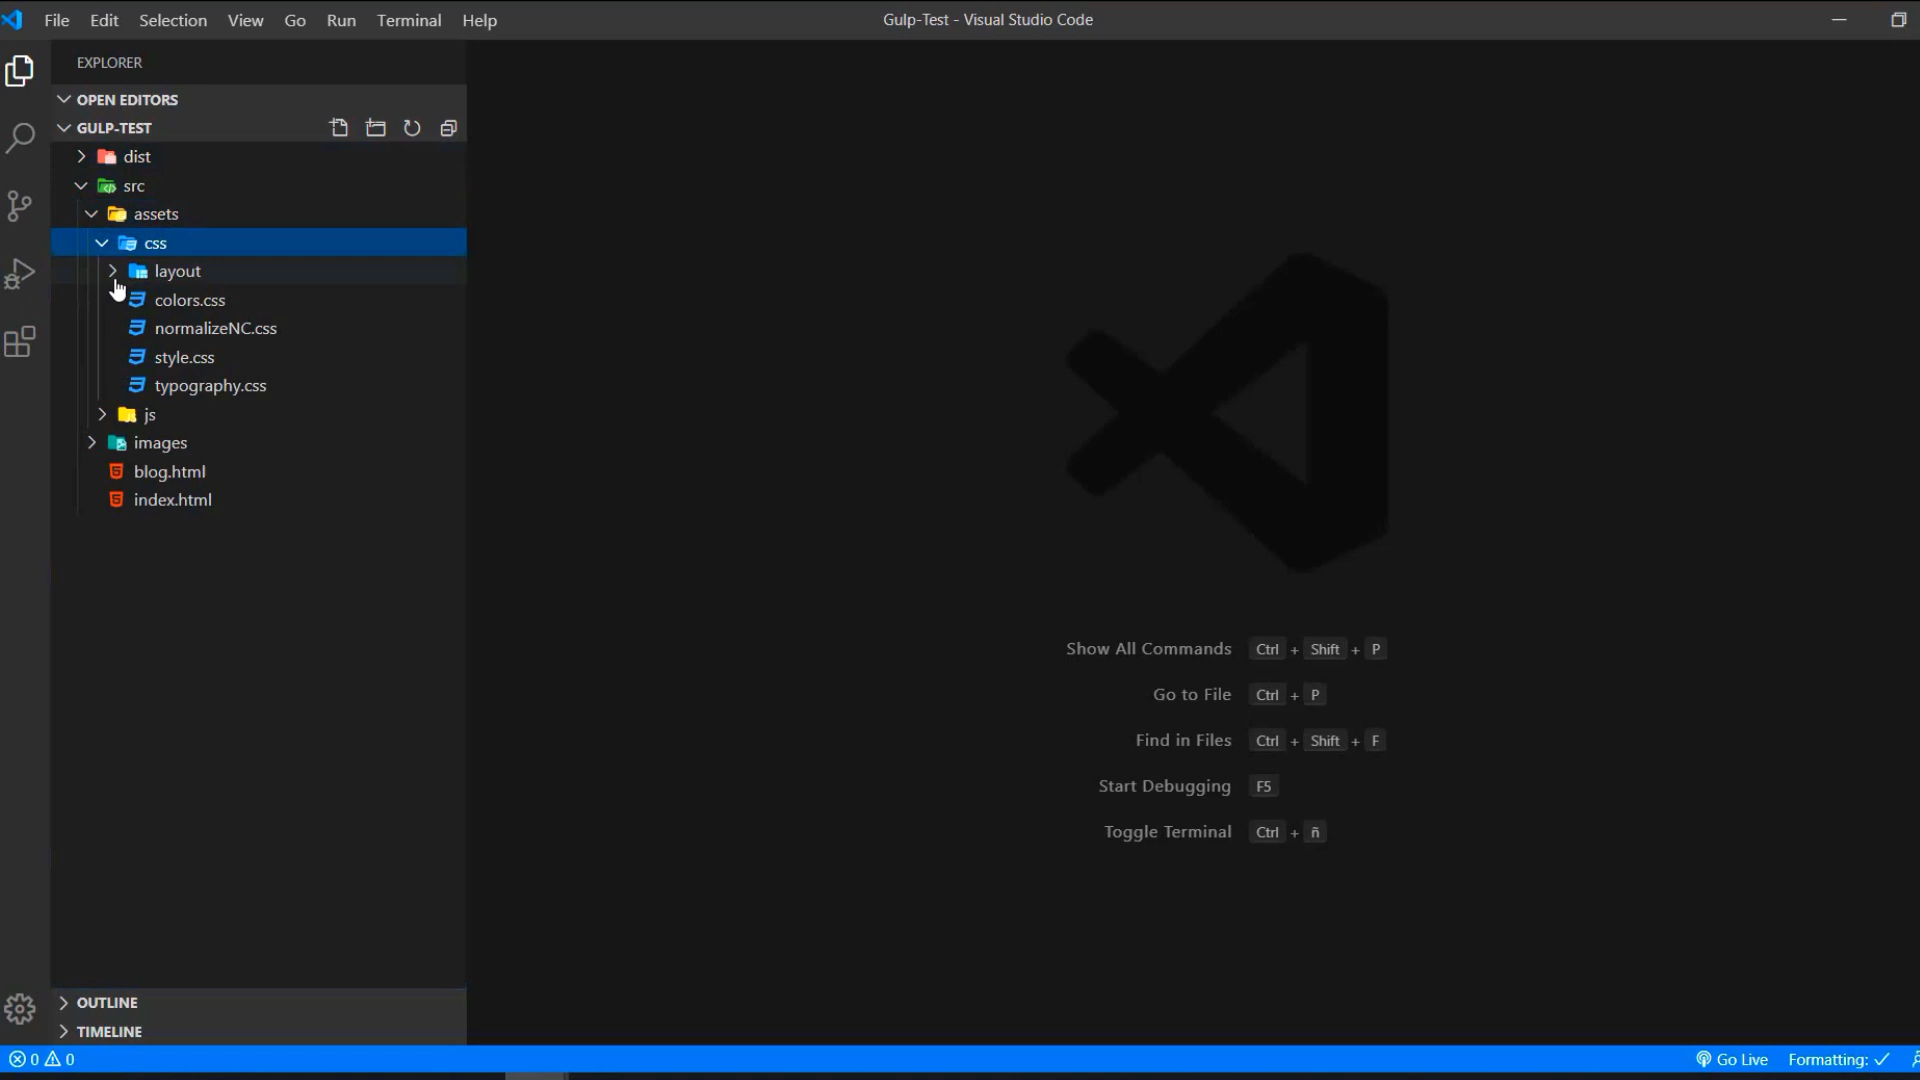 File Edit Selection View Go Run Terminal Help
Gulp-Test - Visual Studio Code
EXPLORER
OPEN EDITORS
GULP-TEST
dist
src
assets
css
layout
colors.css
normalizeNC.css
style.css
typography.css
js
images
blog.html
index.html
Show All Commands Ctrl + Shift + P
Go to File Ctrl + P
Find in Files Ctrl + Shift + F
Start Debugging F5
Toggle Terminal Ctrl + ñ
OUTLINE
TIMELINE
0 0
Go Live Formatting: ✓